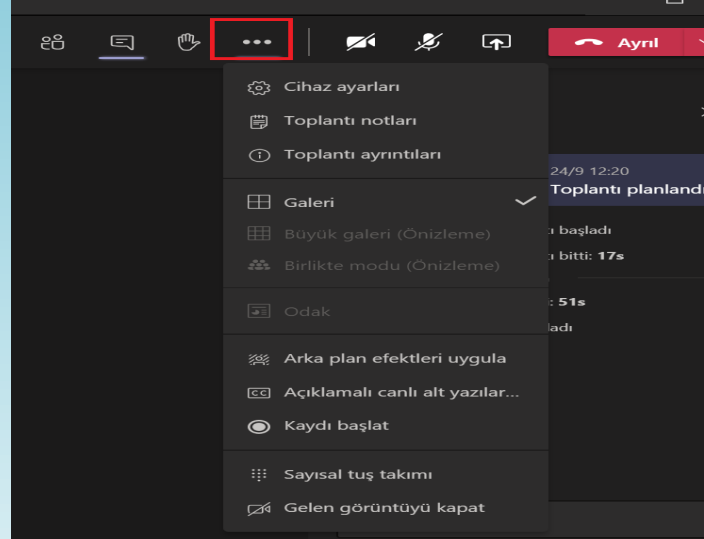 Ayrıl
Cihaz ayarları
Toplantı notları
Toplantı ayrıntıları
24/9 12:20
Toplantı planlandı
Galeri
Büyük galeri (Önizleme)
başladı
bitti: 17s
Birlikte modu (Önizleme)
: 51s
Odak
Arka plan efektleri uygula
CC Açıklamalı canlı alt yazılar...
Kaydı başlat
Sayısal tuş takımı
Gelen görüntüyü kapat